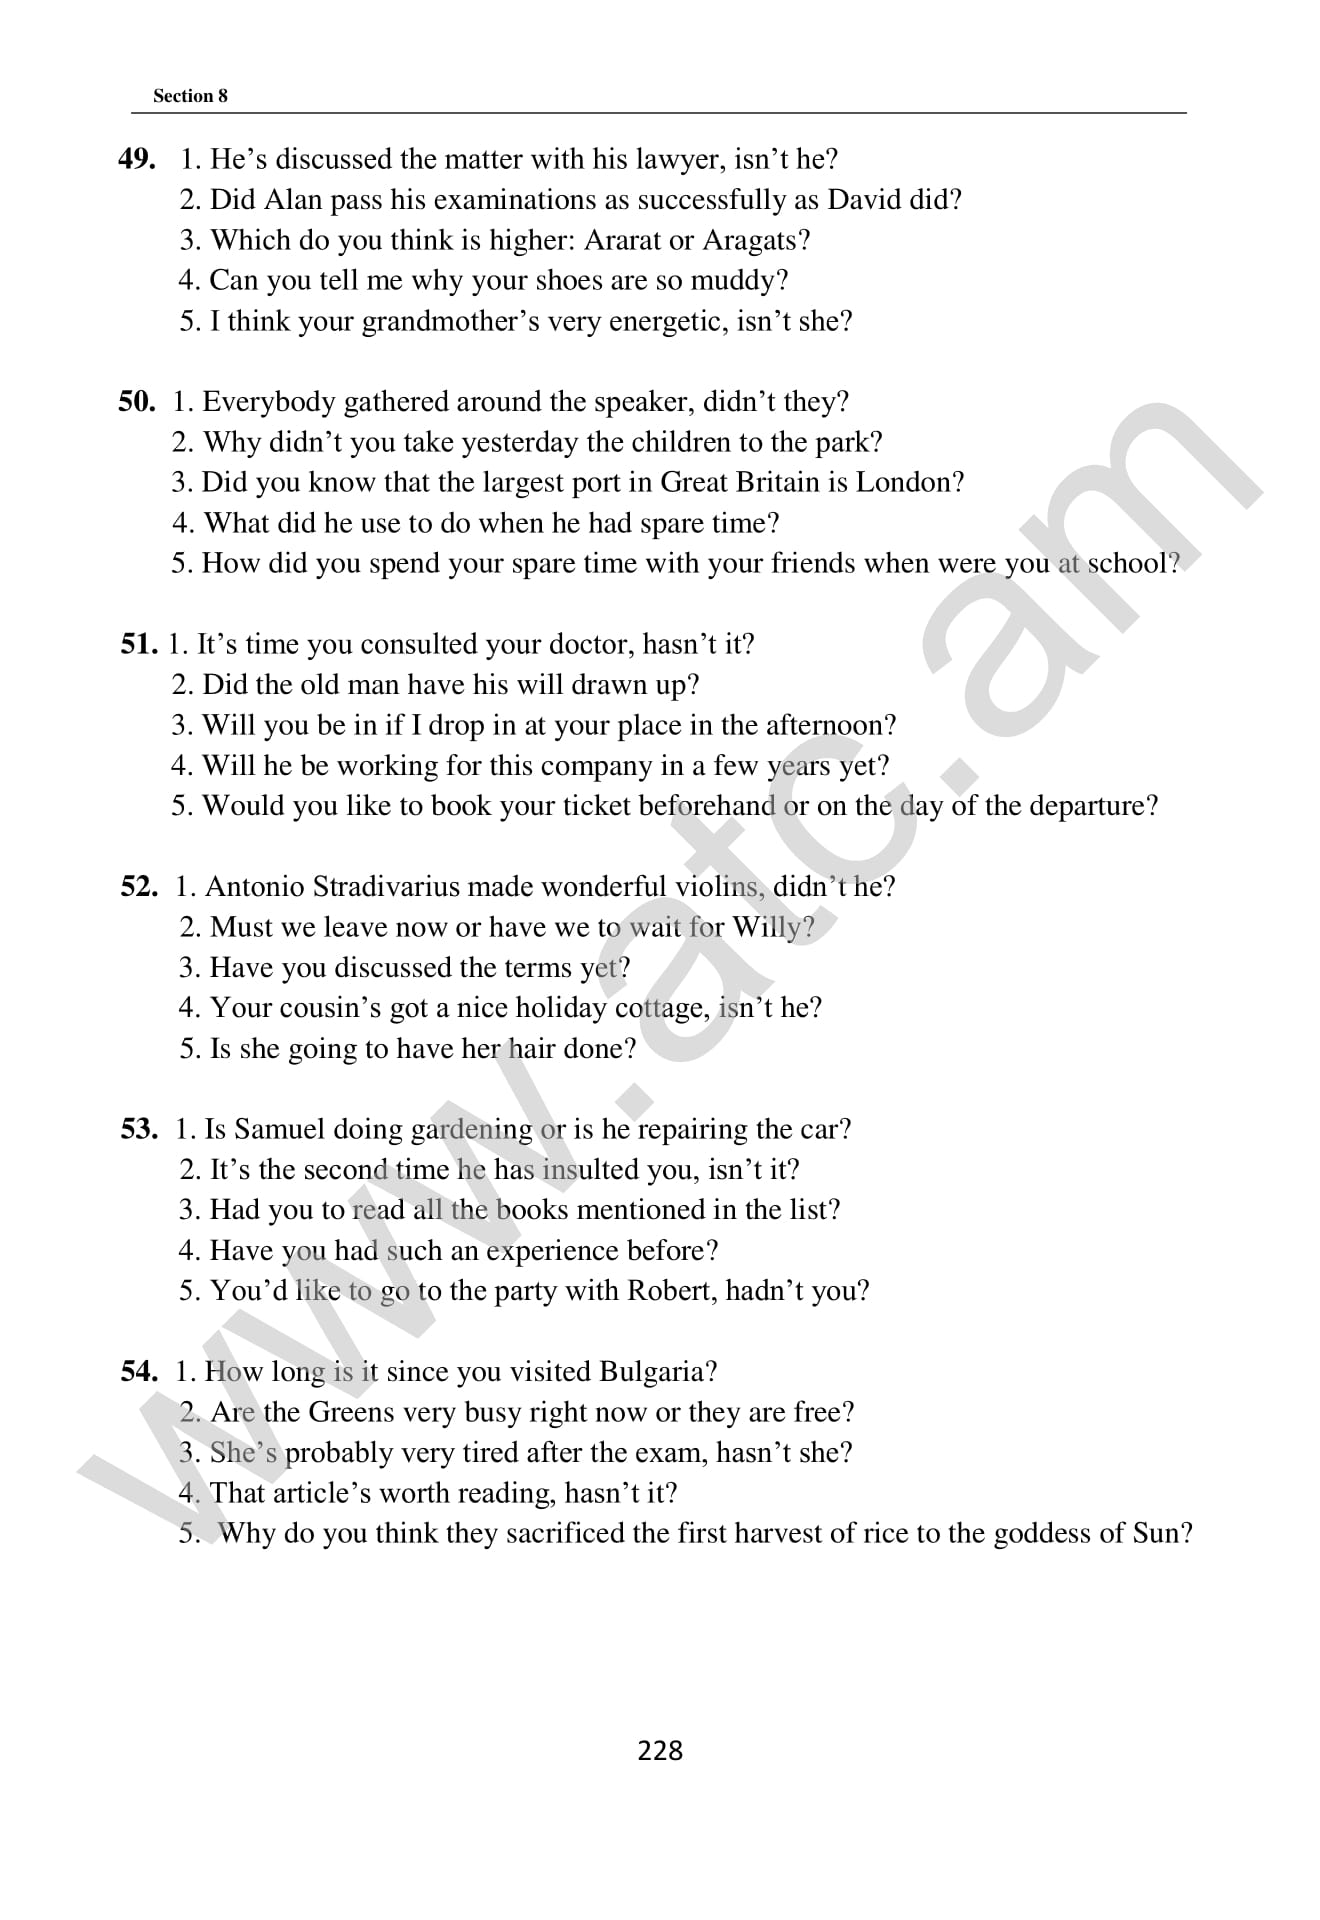 Section 8
49. 1. He’s discussed the matter with his lawyer, isn’t he?
2. Did Alan pass his examinations as successfully as David did?
3. Which do you think is higher: Ararat or Aragats?
4. Can you tell me why your shoes are so muddy?
5. I think your grandmother’s very energetic, isn’t she?
50. 1. Everybody gathered around the speaker, didn’t they?
2. Why didn’t you take yesterday the children to the park?
3. Did you know that the largest port in Great Britain is London?
4. What did he use to do when he had spare time?
5. How did you spend your spare time with your friends when were you at school?
51. 1. It’s time you consulted your doctor, hasn’t it?
2. Did the old man have his will drawn up?
3. Will you be in if I drop in at your place in the afternoon?
4. Will he be working for this company in a few years yet?
5. Would you like to book your ticket beforehand or on the day of the departure?
52. 1. Antonio Stradivarius made wonderful violins, didn’t he?
2. Must we leave now or have we to wait for Willy?
3. Have you discussed the terms yet?
4. Your cousin’s got a nice holiday cottage, isn’t he?
5. Is she going to have her hair done?
53. 1. Is Samuel doing gardening or is he repairing the car?
2. It’s the second time he has insulted you, isn’t it?
3. Had you to read all the books mentioned in the list?
4. Have you had such an experience before?
5. You’d like to go to the party with Robert, hadn’t you?
54. 1. How long is it since you visited Bulgaria?
2. Are the Greens very busy right now or they are free?
3. She’s probably very tired after the exam, hasn’t she?
4. That article’s worth reading, hasn’t it?
5. Why do you think they sacrificed the first harvest of rice to the goddess of Sun?
228
www.atc.am